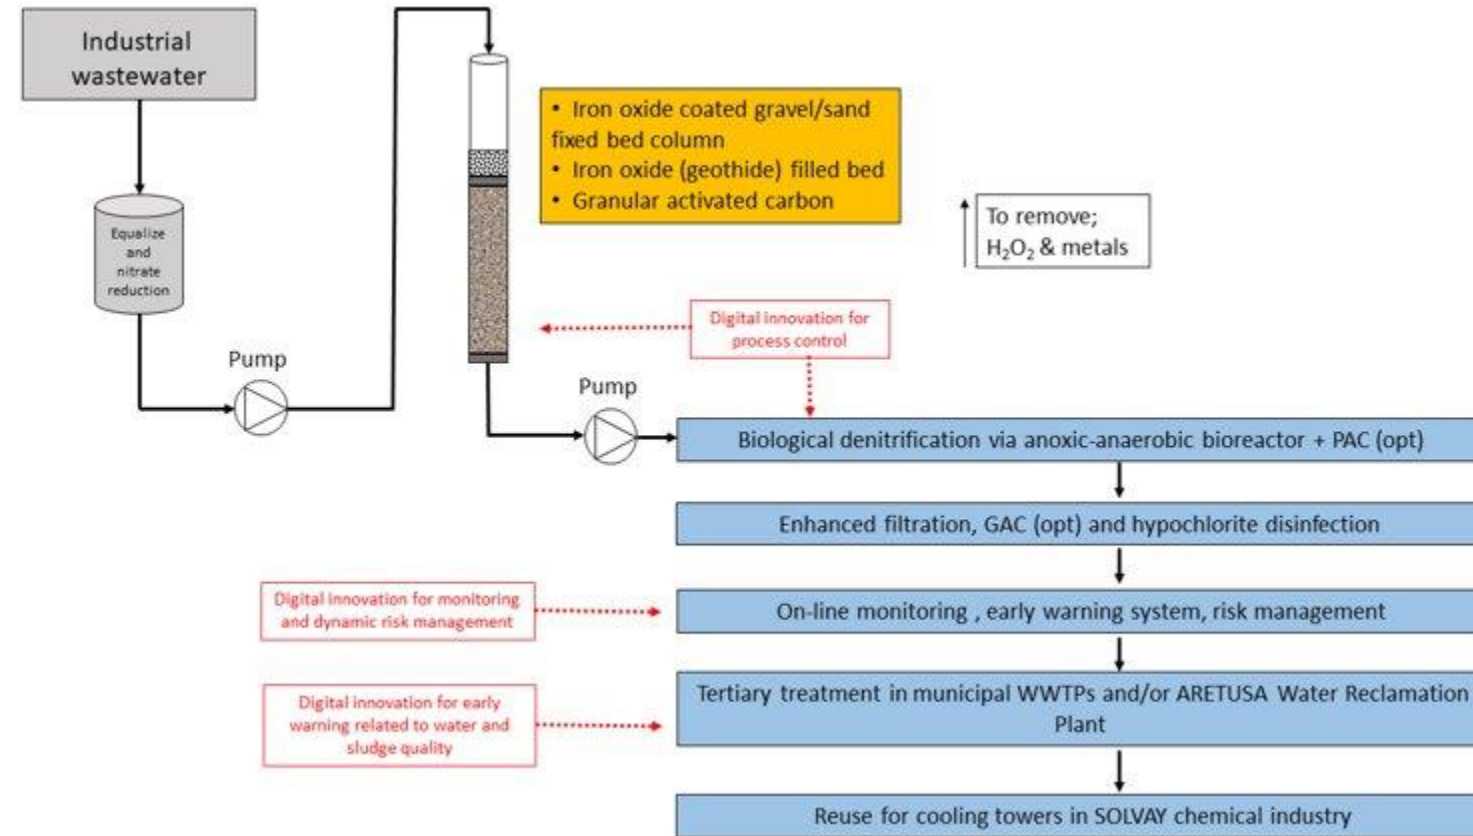 Industrial
wastewater
• Iron oxide coated gravel/sand
fixed bed column
• Iron oxide (geothide) filled bed
• Granular activated carbon
To remove;
H₂O₂ & metals
Equalize
and
nitrate
reduction
Digital innovation for
process control
Pump
Pump
Biological denitrification via anoxic-anaerobic bioreactor + PAC (opt)
Enhanced filtration, GAC (opt) and hypochlorite disinfection
Digital innovation for monitoring
and dynamic risk management
On-line monitoring , early warning system, risk management
Digital innovation for early
warning related to water and
sludge quality
Tertiary treatment in municipal WWTPs and/or ARETUSA Water Reclamation
Plant
Reuse for cooling towers in SOLVAY chemical industry